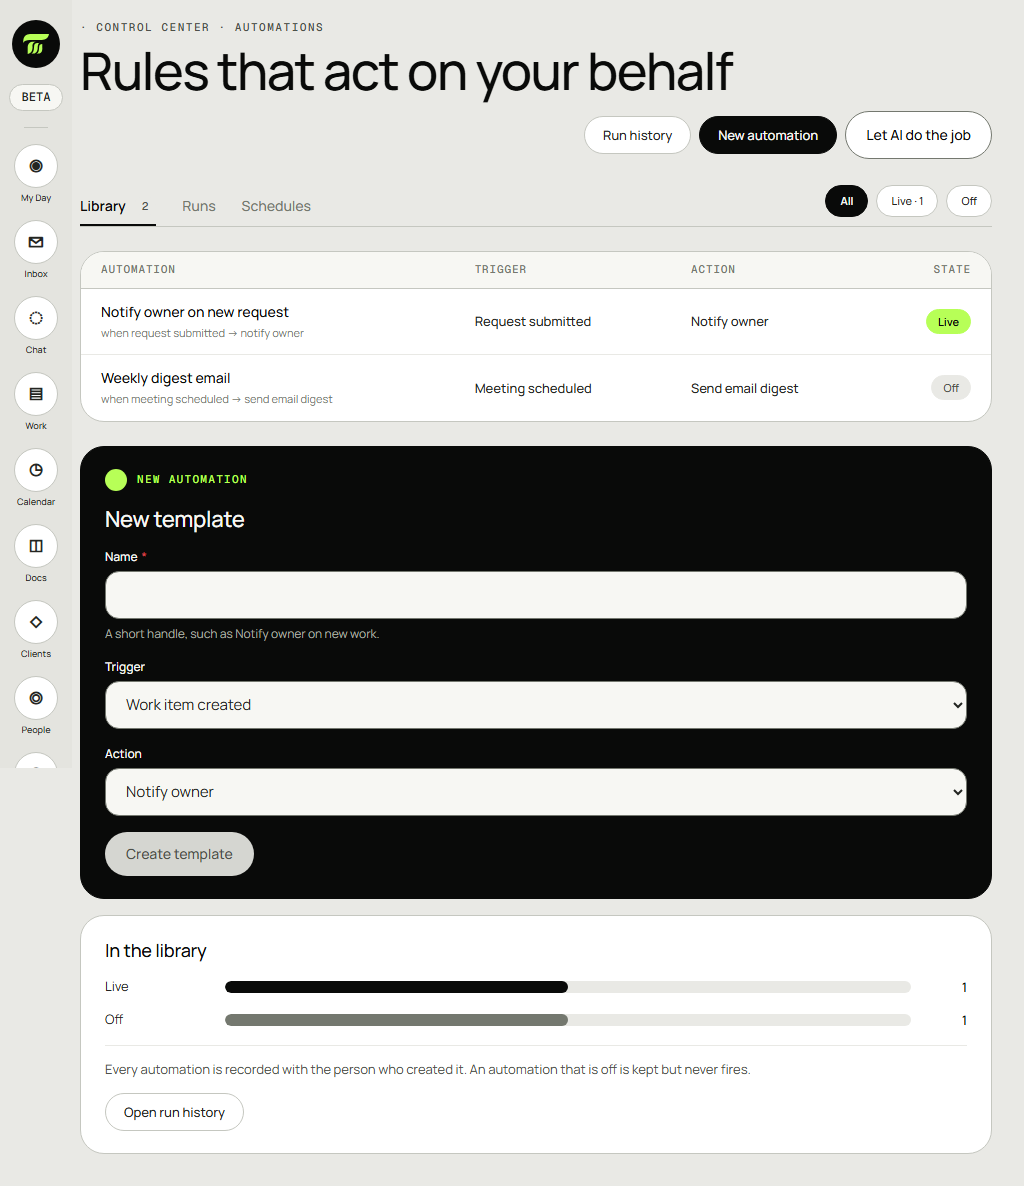 · CONTROL CENTER · AUTOMATIONS
Rules that act on your behalf
BETA
Run history
New automation
Let AI do the job
My Day
Inbox
Chat
Work
Calendar
Docs
Clients
People
Library 2
Runs
Schedules
All
Live · 1
Off
AUTOMATION TRIGGER ACTION STATE
Notify owner on new request
when request submitted → notify owner
Request submitted
Notify owner
Live
Weekly digest email
when meeting scheduled → send email digest
Meeting scheduled
Send email digest
Off
NEW AUTOMATION
New template
Name *
A short handle, such as Notify owner on new work.
Trigger
Work item created
Action
Notify owner
Create template
In the library
Live 1
Off 1
Every automation is recorded with the person who created it. An automation that is off is kept but never fires.
Open run history